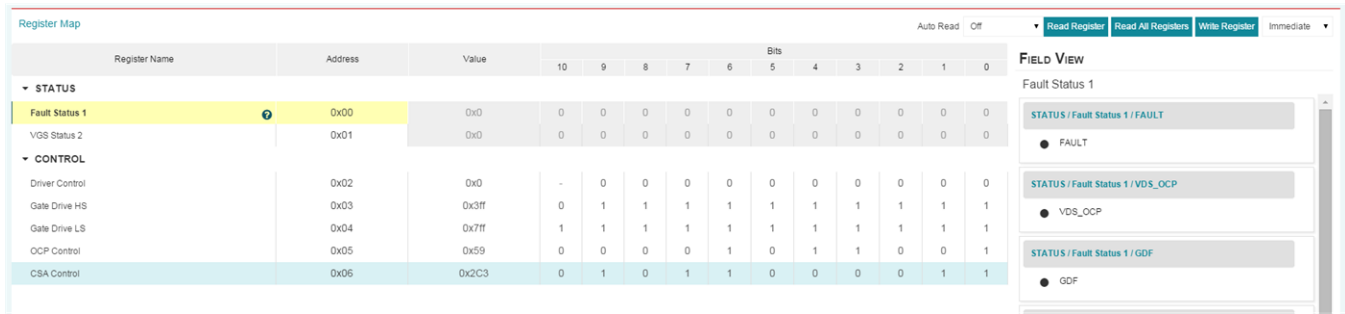 Register Map
Auto Read Off Read Register Read All Registers Write Register Immediate
Register Name Address Value Bits
10 9 8 7 6 5 4 3 2 1 0
STATUS
Fault Status 1 ? 0x00 0x0 0 0 0 0 0 0 0 0 0 0 0
VGS Status 2 0x01 0x0 0 0 0 0 0 0 0 0 0 0 0
CONTROL
Driver Control 0x02 0x0 - 0 0 0 0 0 0 0 0 0 0
Gate Drive HS 0x03 0x3ff 0 1 1 1 1 1 1 1 1 1 1
Gate Drive LS 0x04 0x7ff 1 1 1 1 1 1 1 1 1 1 1
OCP Control 0x05 0x59 0 0 0 0 1 0 1 1 0 0 1
CSA Control 0x06 0x2C3 0 1 0 1 1 0 0 0 0 1 1
FIELD VIEW
Fault Status 1
STATUS / Fault Status 1 / FAULT
FAULT
STATUS / Fault Status 1 / VDS_OCP
VDS_OCP
STATUS / Fault Status 1 / GDF
GDF